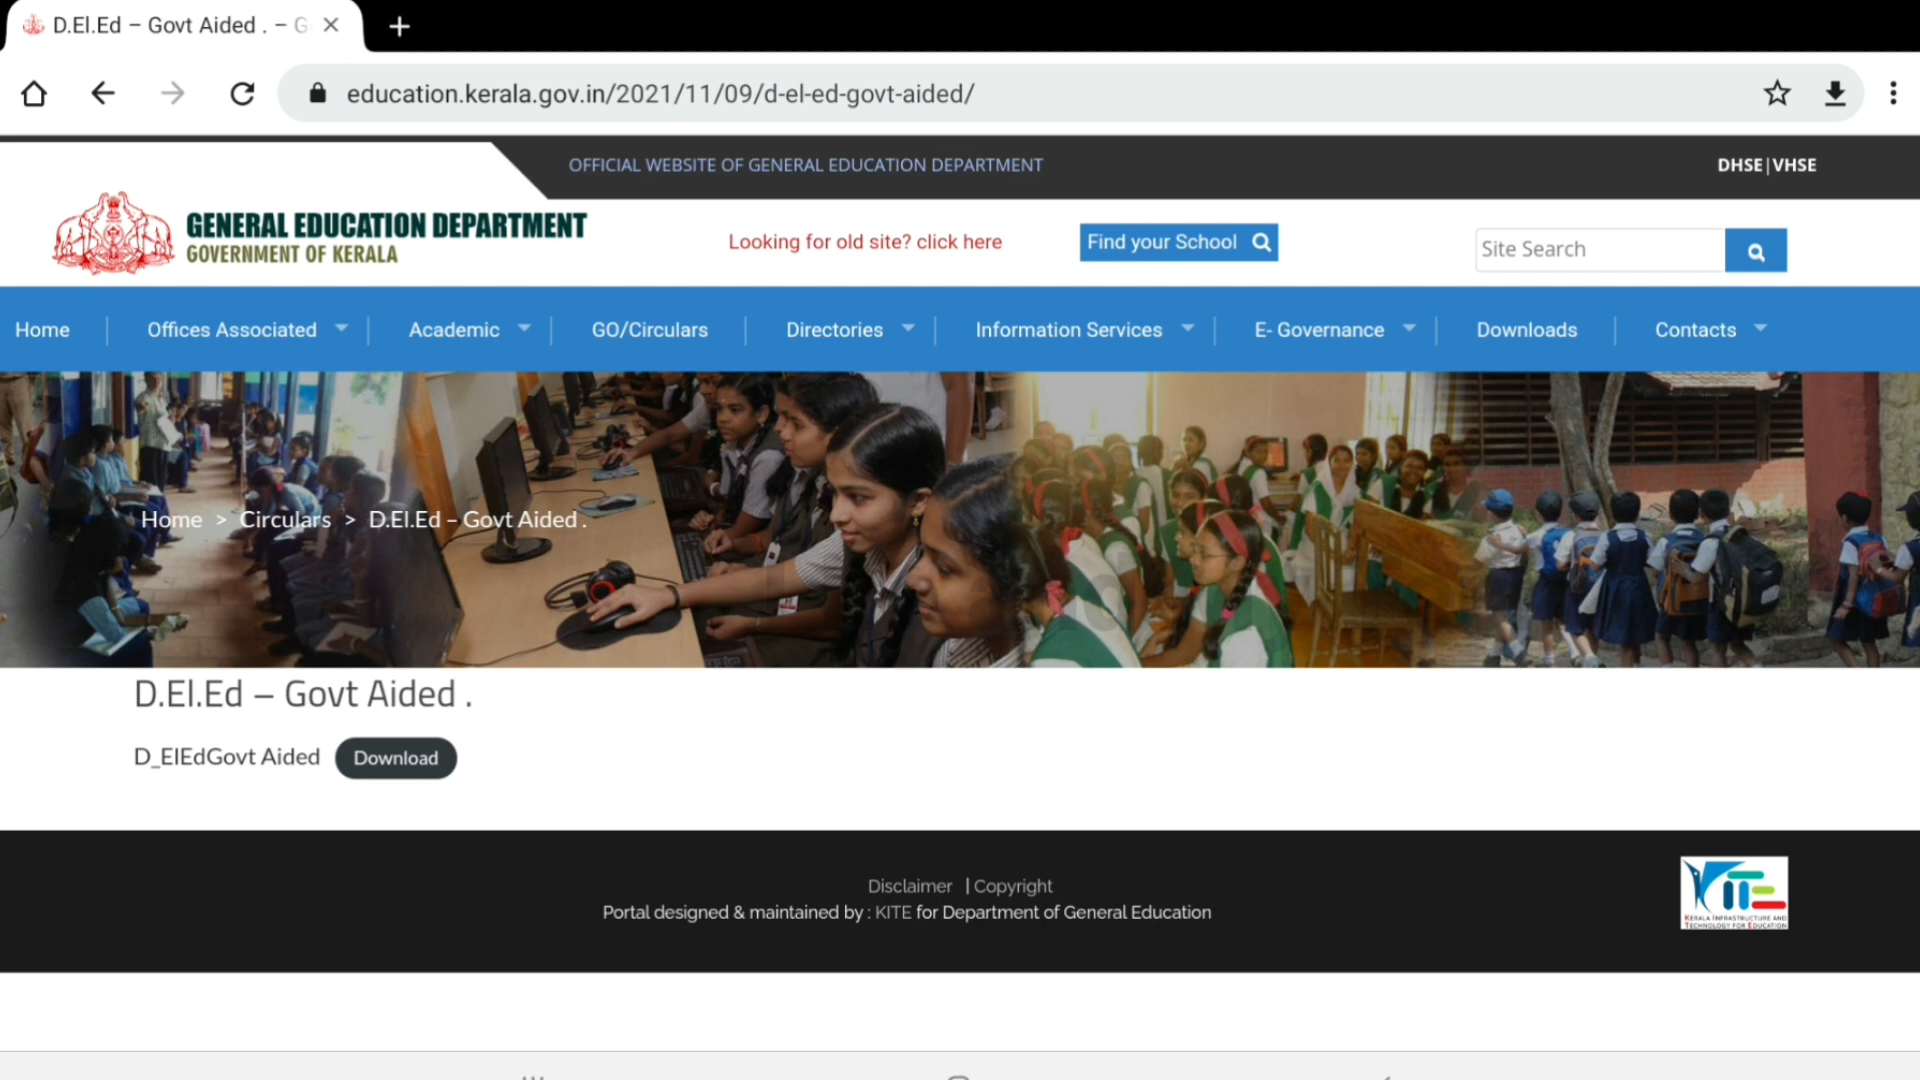 D.El.Ed – Govt Aided . – G
education.kerala.gov.in/2021/11/09/d-el-ed-govt-aided/
OFFICIAL WEBSITE OF GENERAL EDUCATION DEPARTMENT
DHSE|VHSE
GENERAL EDUCATION DEPARTMENT
GOVERNMENT OF KERALA
Looking for old site? click here
Find your School
Site Search
Home
Offices Associated
Academic
GO/Circulars
Directories
Information Services
E- Governance
Downloads
Contacts
Home > Circulars > D.El.Ed – Govt Aided .
D.El.Ed – Govt Aided .
D_ElEdGovt Aided Download
Disclaimer | Copyright
Portal designed & maintained by : KITE for Department of General Education
KITE
KERALA INFRASTRUCTURE AND
TECHNOLOGY FOR EDUCATION